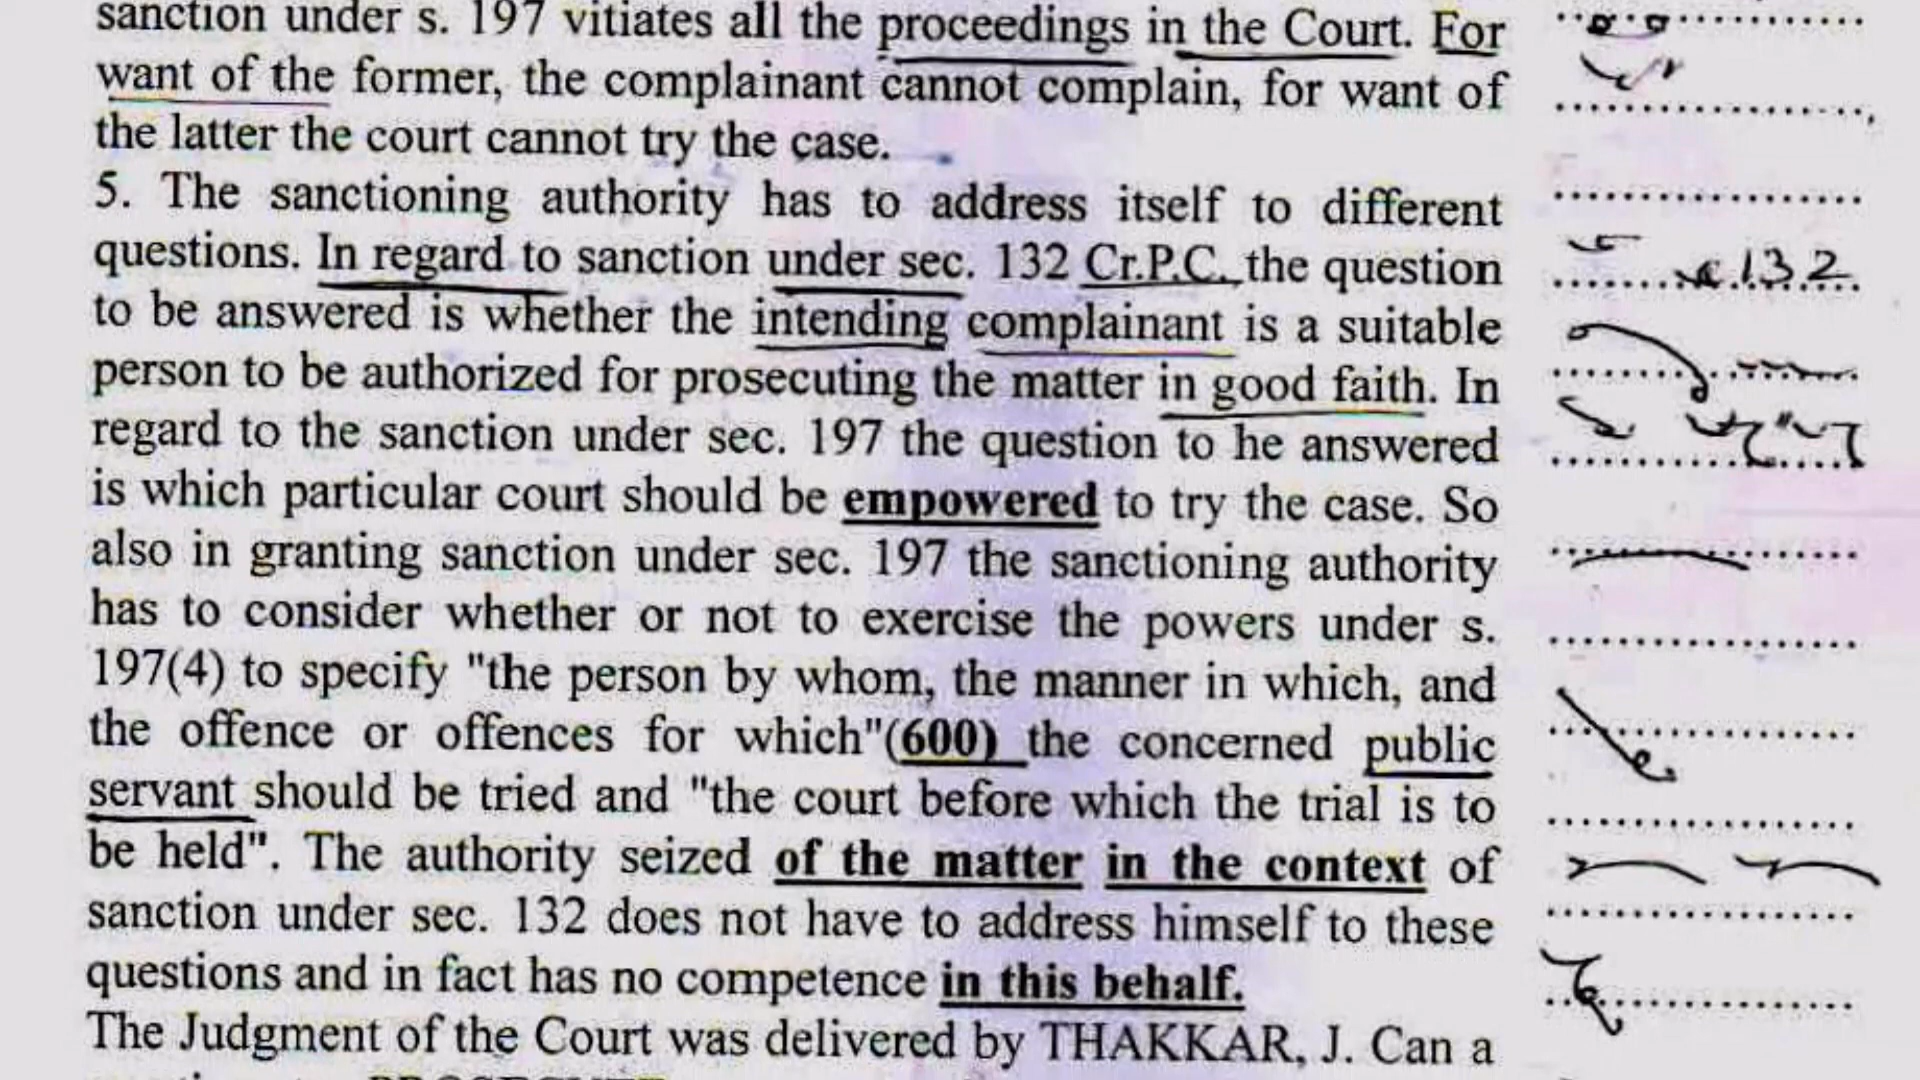 sanction under s. 197 vitiates all the proceedings in the Court. For
want of the former, the complainant cannot complain, for want of
the latter the court cannot try the case.
5. The sanctioning authority has to address itself to different
questions. In regard to sanction under sec. 132 Cr.P.C. the question
132
to be answered is whether the intending complainant is a suitable
person to be authorized for prosecuting the matter in good faith. In
regard to the sanction under sec. 197 the question to he answered
is which particular court should be empowered to try the case. So
also in granting sanction under sec. 197 the sanctioning authority
has to consider whether or not to exercise the powers under s.
197(4) to specify "the person by whom, the manner in which, and
the offence or offences for which"(600) the concerned public
servant should be tried and "the court before which the trial is to
be held". The authority seized of the matter in the context of
sanction under sec. 132 does not have to address himself to these
questions and in fact has no competence in this behalf.
The Judgment of the Court was delivered by THAKKAR, J. Can a